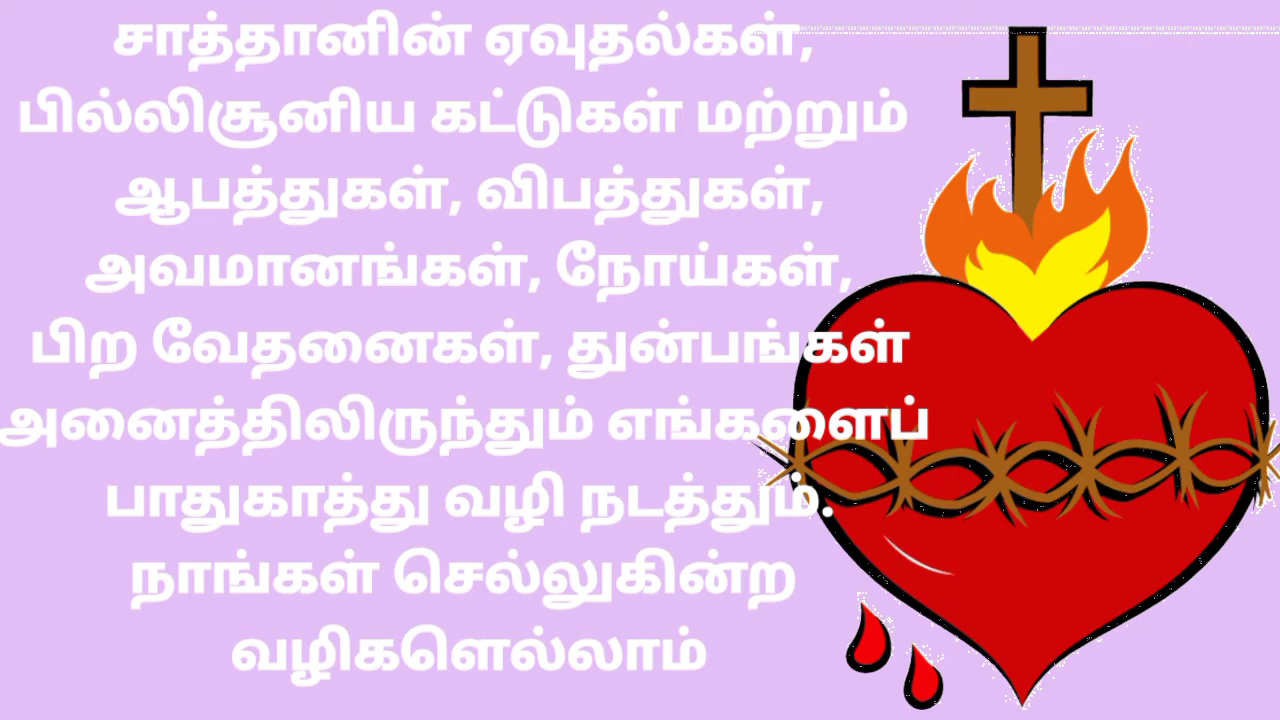 சாத்தானின் ஏவுதல்கள்,
பில்லிசூனிய கட்டுகள் மற்றும்
ஆபத்துகள், விபத்துகள்,
அவமானங்கள், நோய்கள்,
பிற வேதனைகள், துன்பங்கள்
அனைத்திலிருந்தும் எங்களைப்
பாதுகாத்து வழி நடத்தும்.
நாங்கள் செல்லுகின்ற
வழிகளெல்லாம்